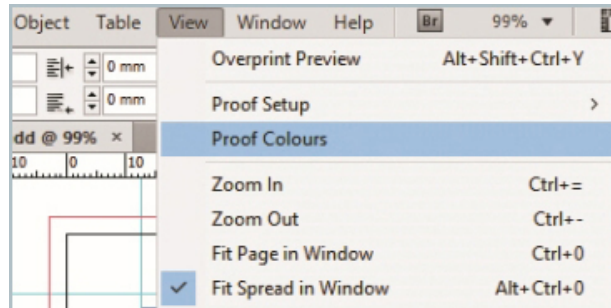 Object Table View Window Help Br 99%
0 mm
Overprint Preview Alt+Shift+Ctrl+Y
0 mm
Proof Setup
dd @ 99% ×
Proof Colours
10 0 10
Zoom In Ctrl+=
Zoom Out Ctrl+-
Fit Page in Window Ctrl+0
Fit Spread in Window Alt+Ctrl+0